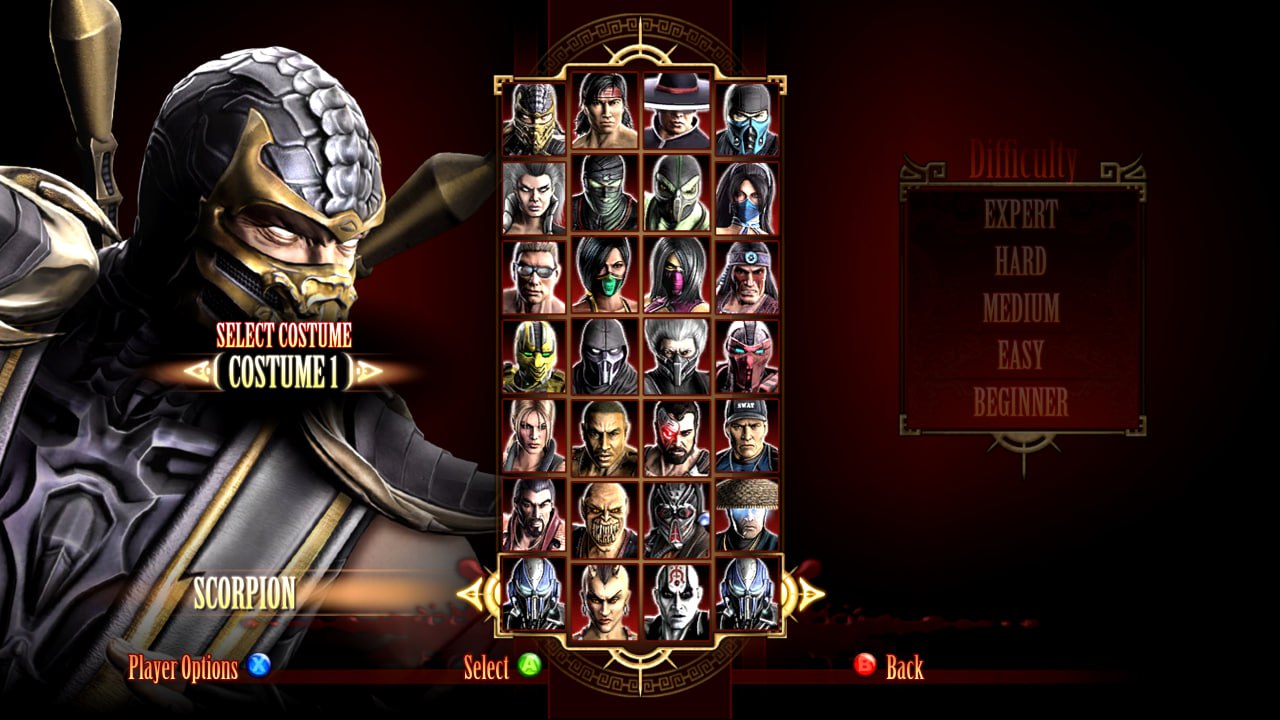 SELECT COSTUME
COSTUME 1
SCORPION
Player Options X
Select A
B Back
Difficulty
EXPERT
HARD
MEDIUM
EASY
BEGINNER
SWAT